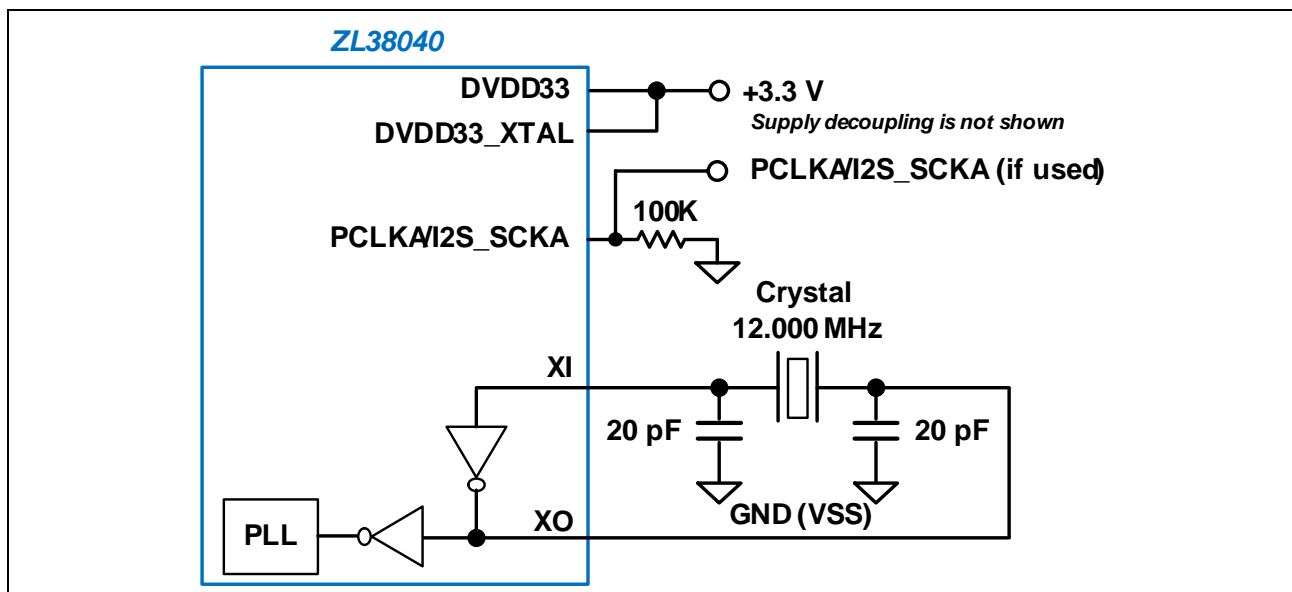 ZL38040
DVDD33
+3.3 V
DVDD33_XTAL
Supply decoupling is not shown
PCLKA/I2S_SCKA (if used)
100K
PCLKA/I2S_SCKA
Crystal
12.000 MHz
XI
20 pF
20 pF
GND (VSS)
XO
PLL